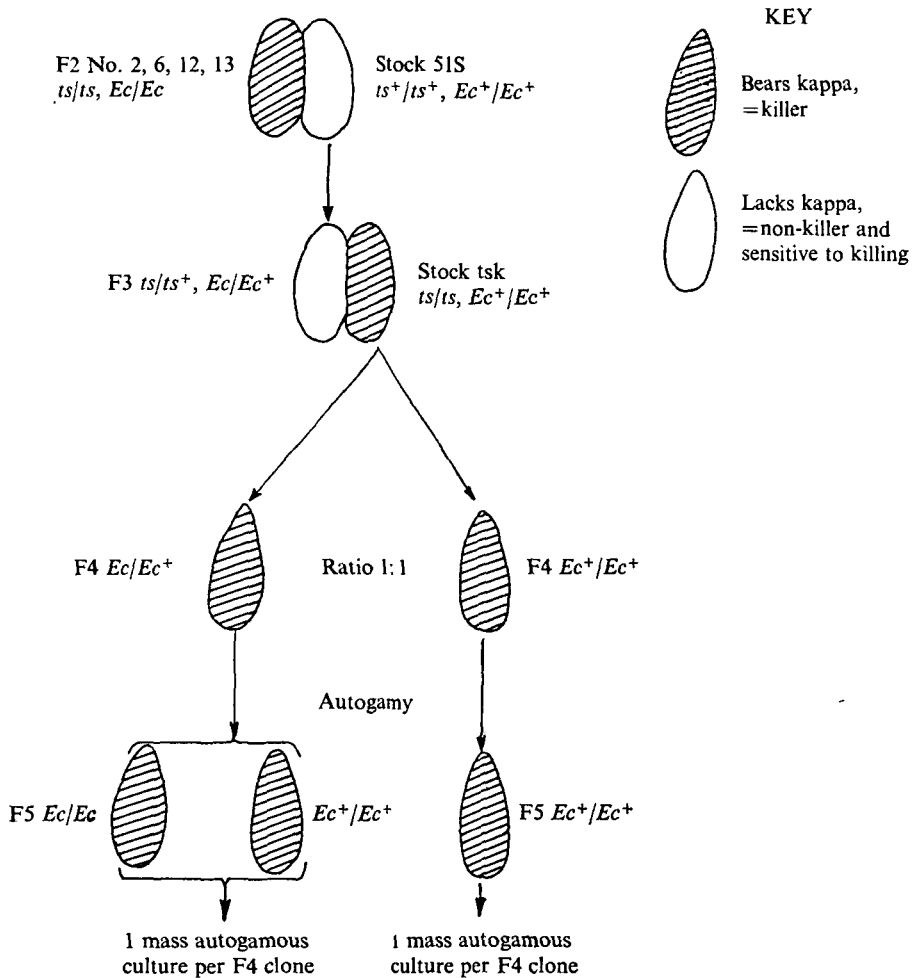 KEY
F2 No. 2, 6, 12, 13
ts/ts, Ec/Ec
Stock 51S
ts⁺/ts⁺, Ec⁺/Ec⁺
Bears kappa,
=killer
Lacks kappa,
=non-killer and
sensitive to killing
F3 ts/ts⁺, Ec/Ec⁺
Stock tsk
ts/ts, Ec⁺/Ec⁺
F4 Ec/Ec⁺
Ratio 1:1
F4 Ec⁺/Ec⁺
Autogamy
F5 Ec/Ec
Ec⁺/Ec⁺
F5 Ec⁺/Ec⁺
1 mass autogamous
culture per F4 clone
1 mass autogamous
culture per F4 clone